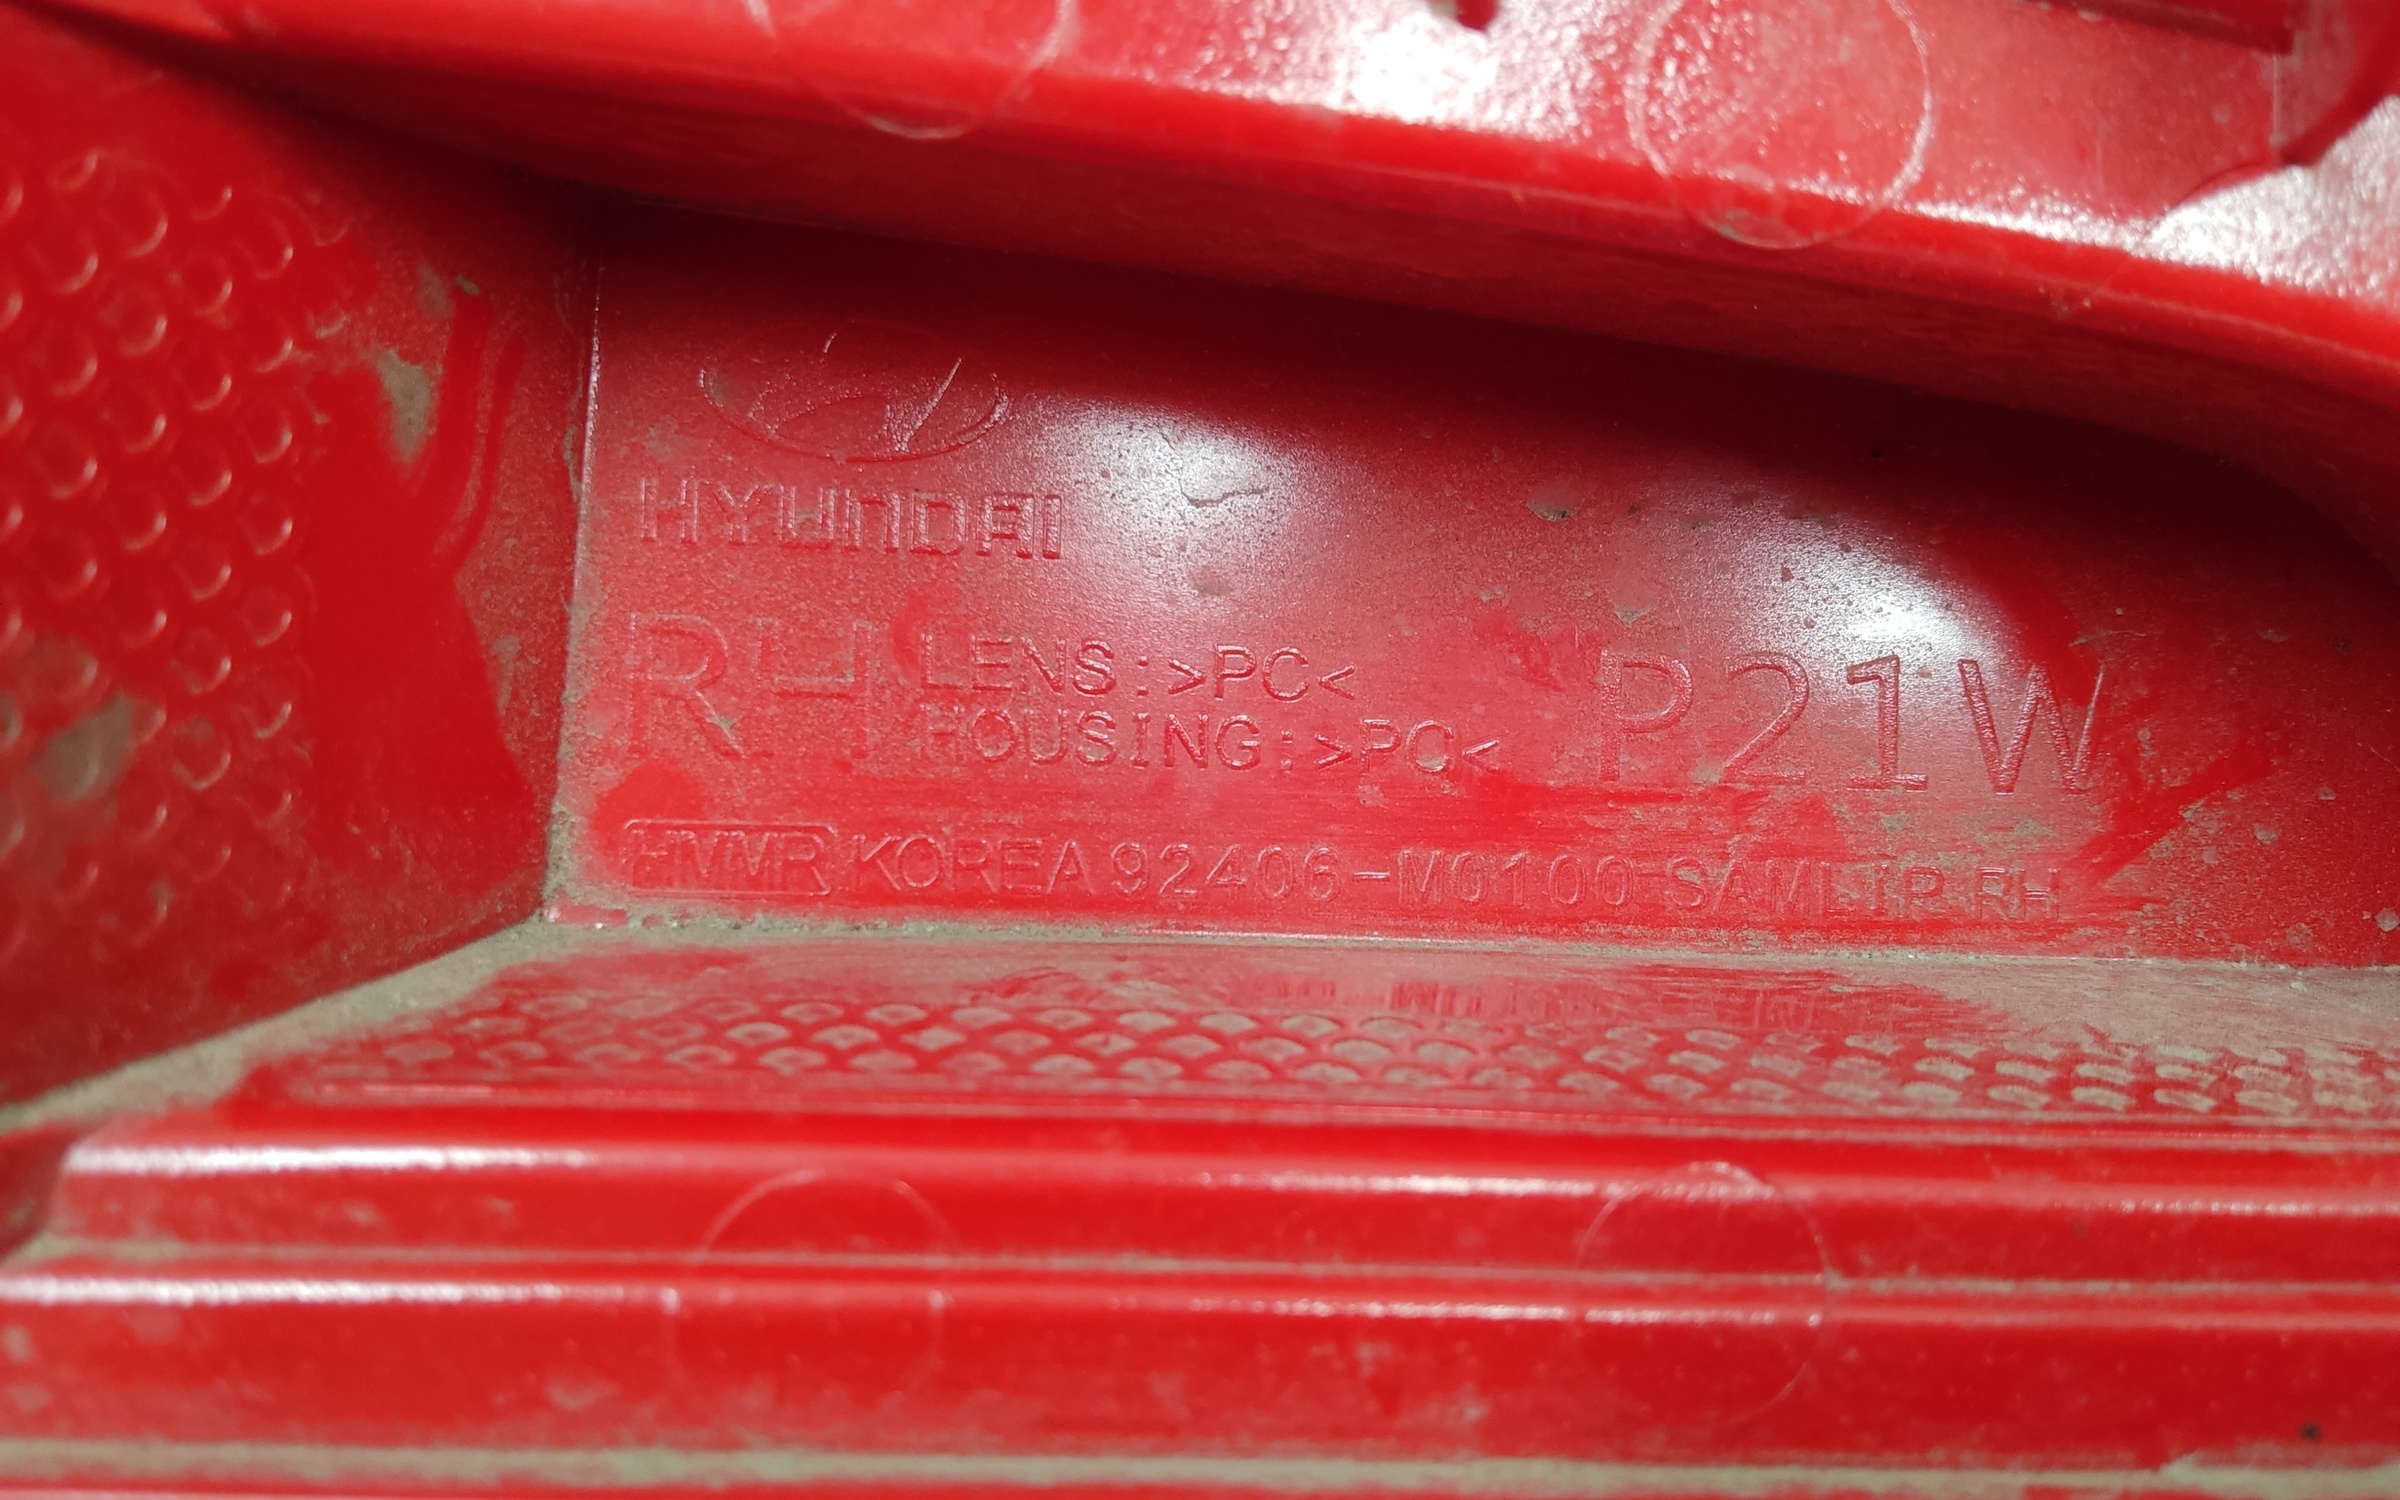 HYUNDAI
RH LENS:>PC<
HOUSING:>PC<
P21W
HMMR KOREA 92406-M0100 SAMLIP RH